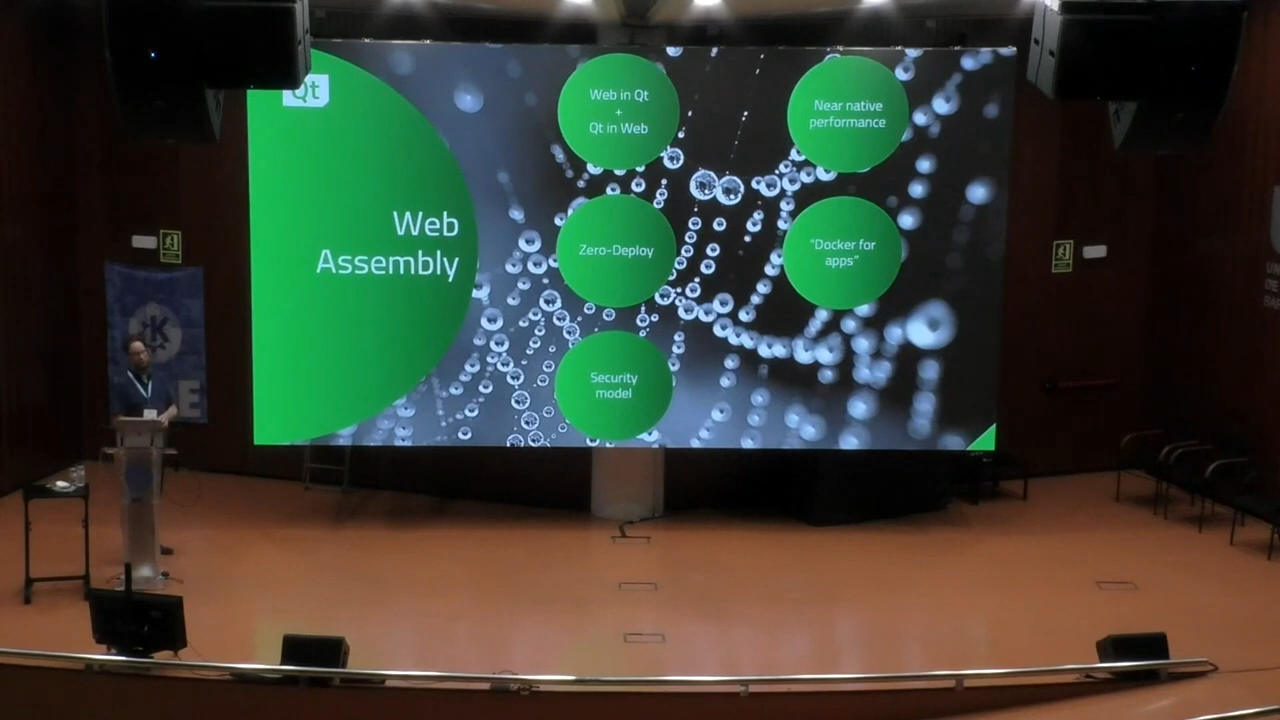 Qt
Web
Assembly
Web in Qt
+
Qt in Web
Near native
performance
Zero-Deploy
"Docker for
apps"
Security
model
K
E